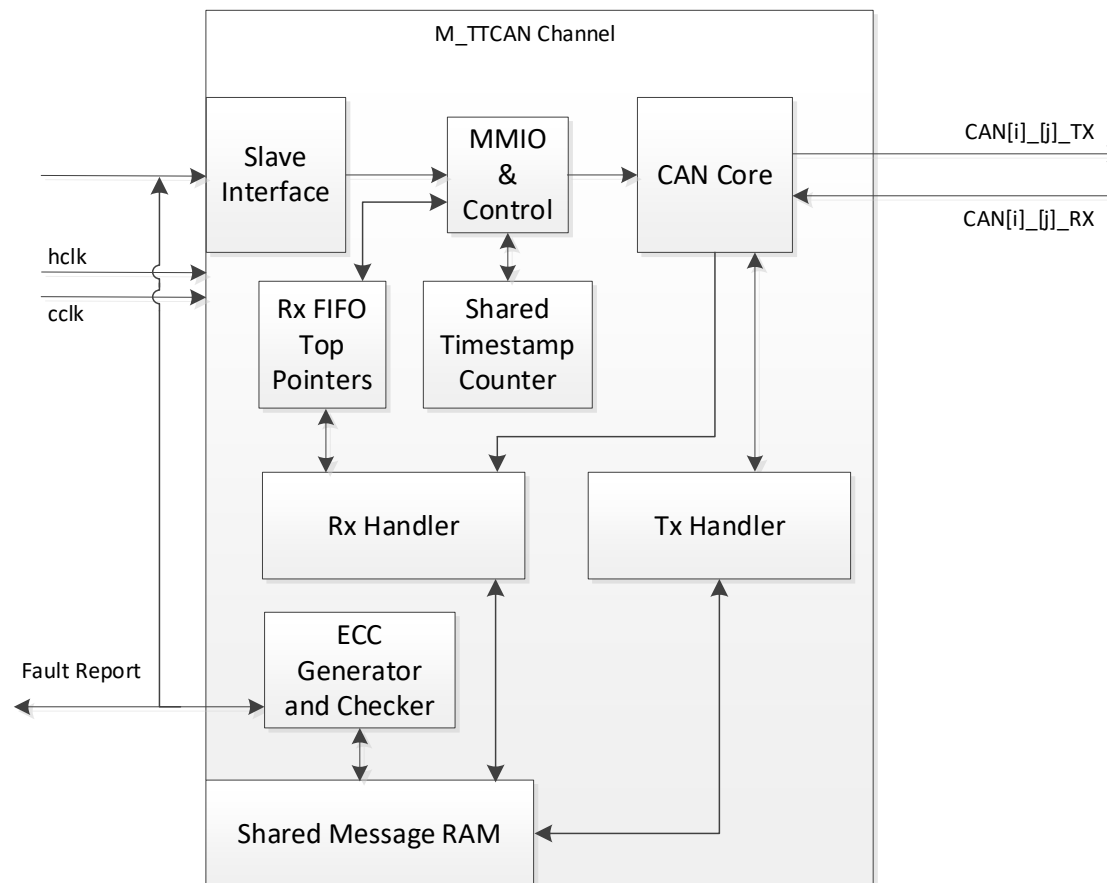 M_TTCAN Channel
Slave
Interface
MMIO
&
Control
CAN Core
CAN[i]_[j]_TX
CAN[i]_[j]_RX
hclk
cclk
Rx FIFO
Top
Pointers
Shared
Timestamp
Counter
Rx Handler
Tx Handler
ECC
Generator
and Checker
Fault Report
Shared Message RAM